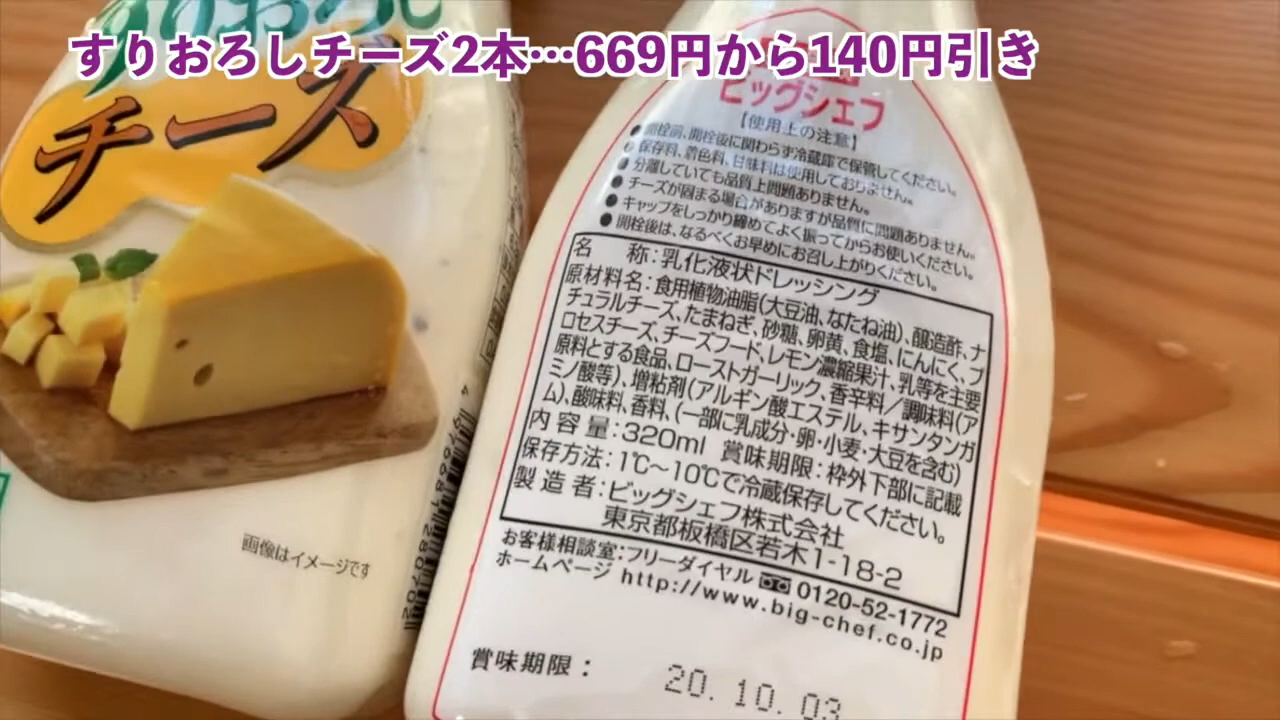 すりおろしチーズ2本…669円から140円引き
すりおろし
チーズ
画像はイメージです
ビッグシェフ
【使用上の注意】
●開栓前、開栓後に関わらず冷蔵庫で保管してください。
●保存料、着色料、甘味料は使用しておりません。
●分離していても品質上問題ありません。
●チーズが固まる場合がありますが品質に問題ありません。
●キャップをしっかり締めてよく振ってからお使いください。
●開栓後は、なるべくお早めにお召し上がりください。
名　称：乳化液状ドレッシング
原材料名：食用植物油脂（大豆油、なたね油）、醸造酢、ナ
チュラルチーズ、たまねぎ、砂糖、卵黄、食塩、にんにく、プ
ロセスチーズ、チーズフード、レモン濃縮果汁、乳等を主要
原料とする食品、ローストガーリック、香辛料／調味料（ア
ミノ酸等）、増粘剤（アルギン酸エステル、キサンタンガ
ム）、酸味料、香料、（一部に乳成分・卵・小麦・大豆を含む）
内容量：320ml　賞味期限：枠外下部に記載
保存方法：1℃～10℃で冷蔵保存してください。
製造者：ビッグシェフ株式会社
東京都板橋区若木1-18-2
お客様相談室：フリーダイヤル 0120-52-1772
ホームページ http://www.big-chef.co.jp
賞味期限： 20.10.03